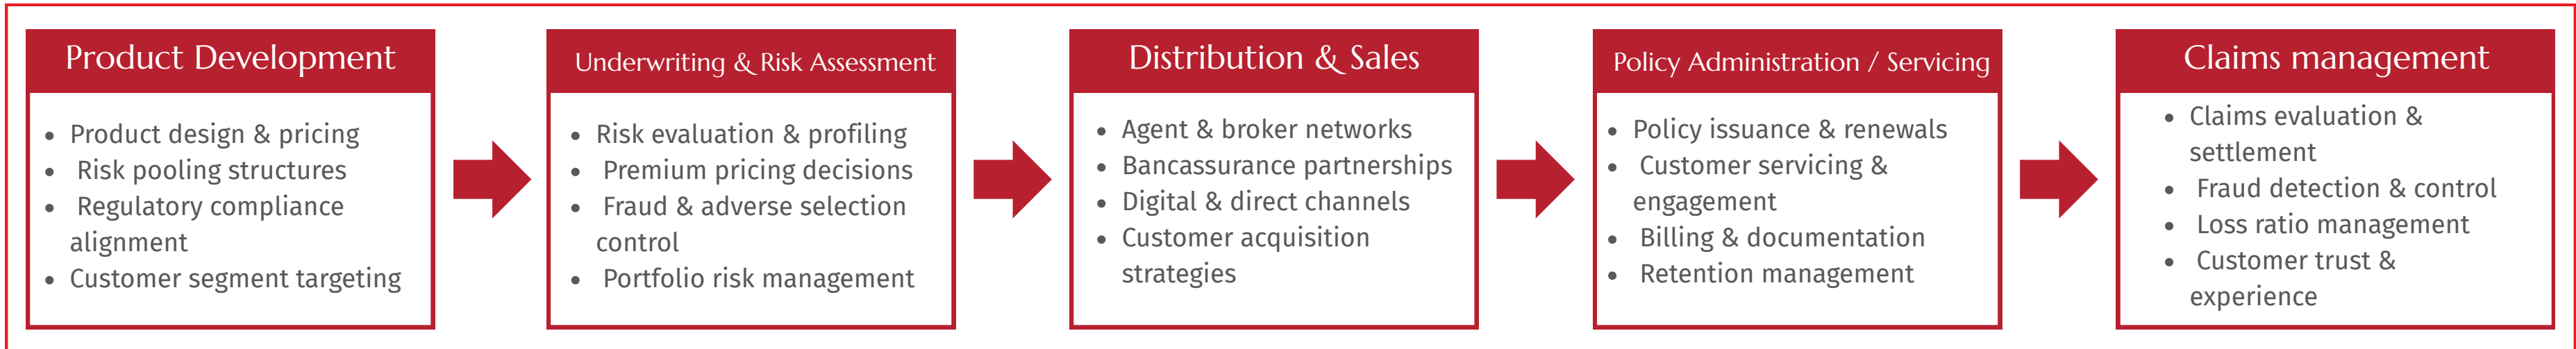 Product Development
• Product design & pricing
• Risk pooling structures
• Regulatory compliance
alignment
• Customer segment targeting
Underwriting & Risk Assessment
• Risk evaluation & profiling
• Premium pricing decisions
• Fraud & adverse selection
control
• Portfolio risk management
Distribution & Sales
• Agent & broker networks
• Bancassurance partnerships
• Digital & direct channels
• Customer acquisition
strategies
Policy Administration / Servicing
• Policy issuance & renewals
• Customer servicing &
engagement
• Billing & documentation
• Retention management
Claims management
• Claims evaluation &
settlement
• Fraud detection & control
• Loss ratio management
• Customer trust &
experience